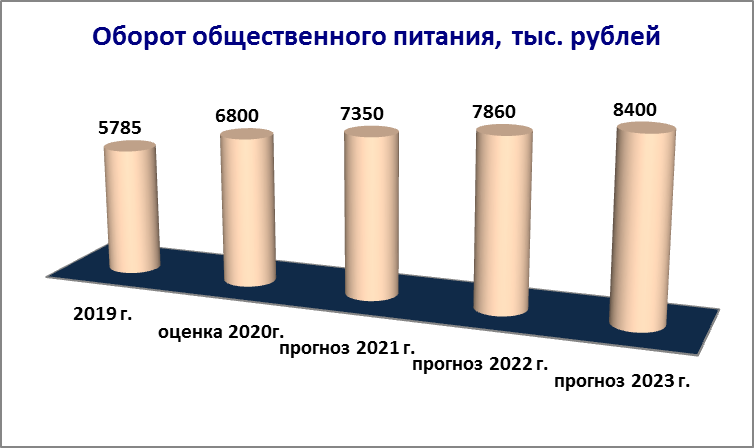 Оборот общественного питания, тыс. рублей
5785
6800
7350
7860
8400
2019 г.
оценка 2020г.
прогноз 2021 г.
прогноз 2022 г.
прогноз 2023 г.